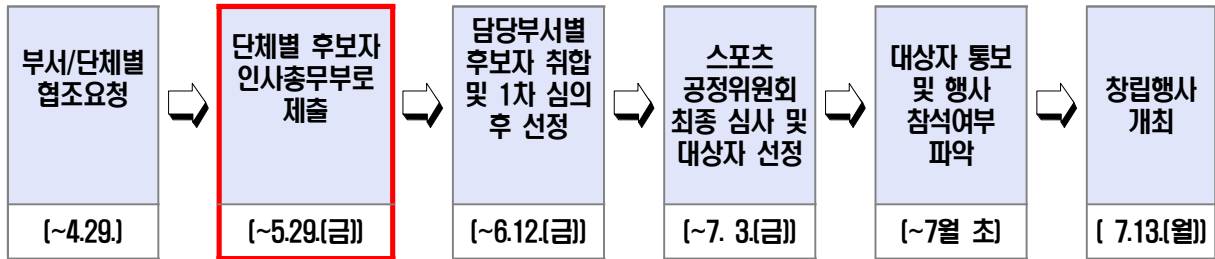 부서/단체별
협조요청
(~4.29.)
단체별 후보자
인사총무부로
제출
(~5.29.(금))
담당부서별
후보자 취합
및 1차 심의
후 선정
(~6.12.(금))
스포츠
공정위원회
최종 심사 및
대상자 선정
(~7. 3.(금))
대상자 통보
및 행사
참석여부
파악
(~7월 초)
창립행사
개최
( 7.13.(월))